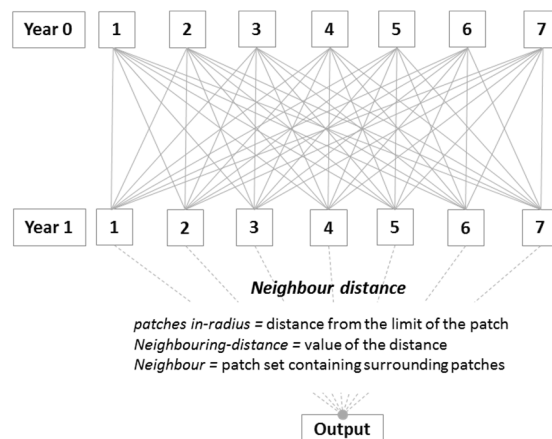 Year 0 1 2 3 4 5 6 7
Year 1 1 2 3 4 5 6 7
Neighbour distance
patches in-radius = distance from the limit of the patch
Neighbouring-distance = value of the distance
Neighbour = patch set containing surrounding patches
Output